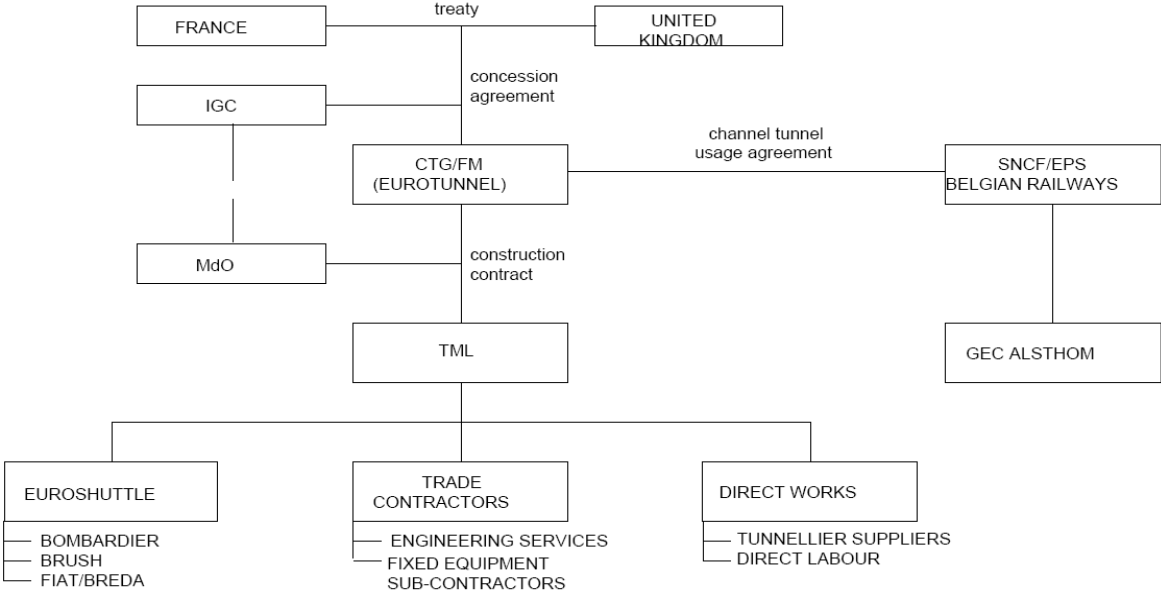 treaty
FRANCE
UNITED
KINGDOM
concession
agreement
IGC
channel tunnel
usage agreement
CTG/FM
(EUROTUNNEL)
SNCF/EPS
BELGIAN RAILWAYS
MdO
construction
contract
TML
GEC ALSTHOM
EUROSHUTTLE
TRADE
CONTRACTORS
DIRECT WORKS
BOMBARDIER
BRUSH
FIAT/BREDA
ENGINEERING SERVICES
FIXED EQUIPMENT
SUB-CONTRACTORS
TUNNELLIER SUPPLIERS
DIRECT LABOUR